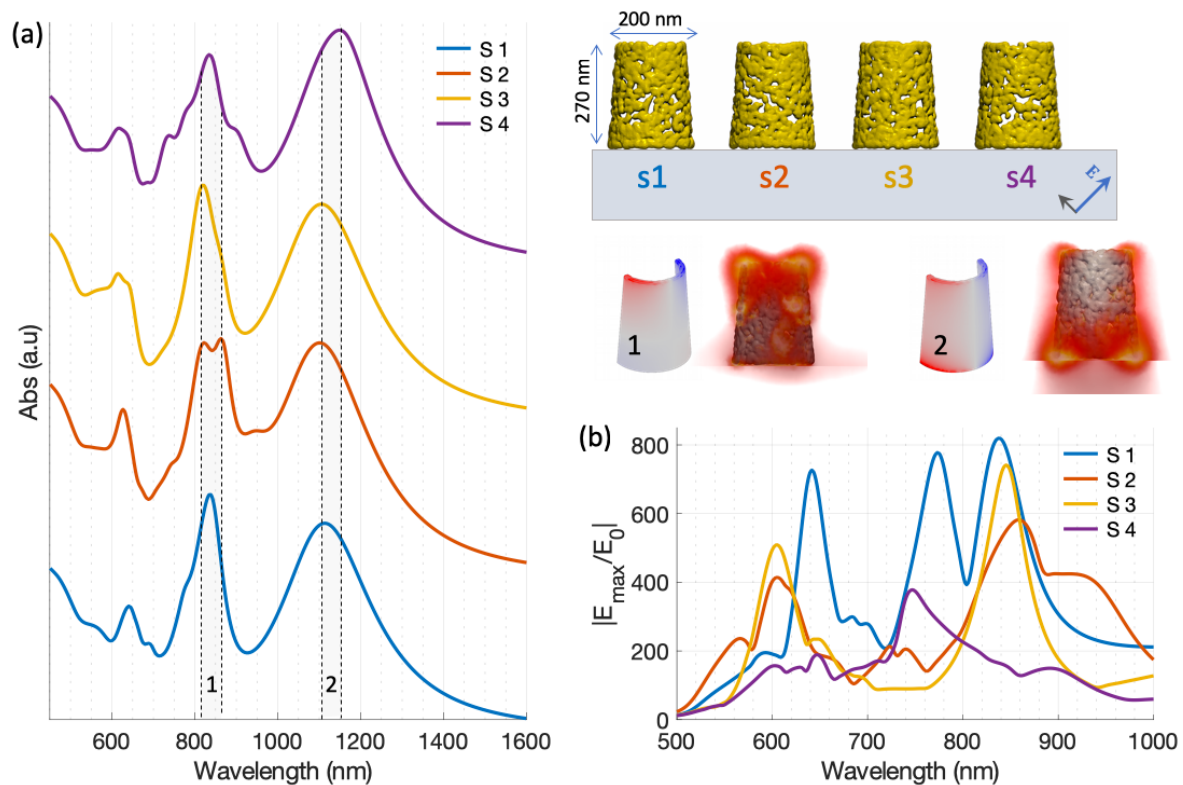 (a)
S 1
S 2
S 3
S 4
Abs (a.u)
1
2
600
800
1000
1200
1400
1600
Wavelength (nm)
200 nm
270 nm
s1
s2
s3
s4
E
1
2
(b)
800
600
400
200
0
|E_max/E_0|
S 1
S 2
S 3
S 4
500
600
700
800
900
1000
Wavelength (nm)